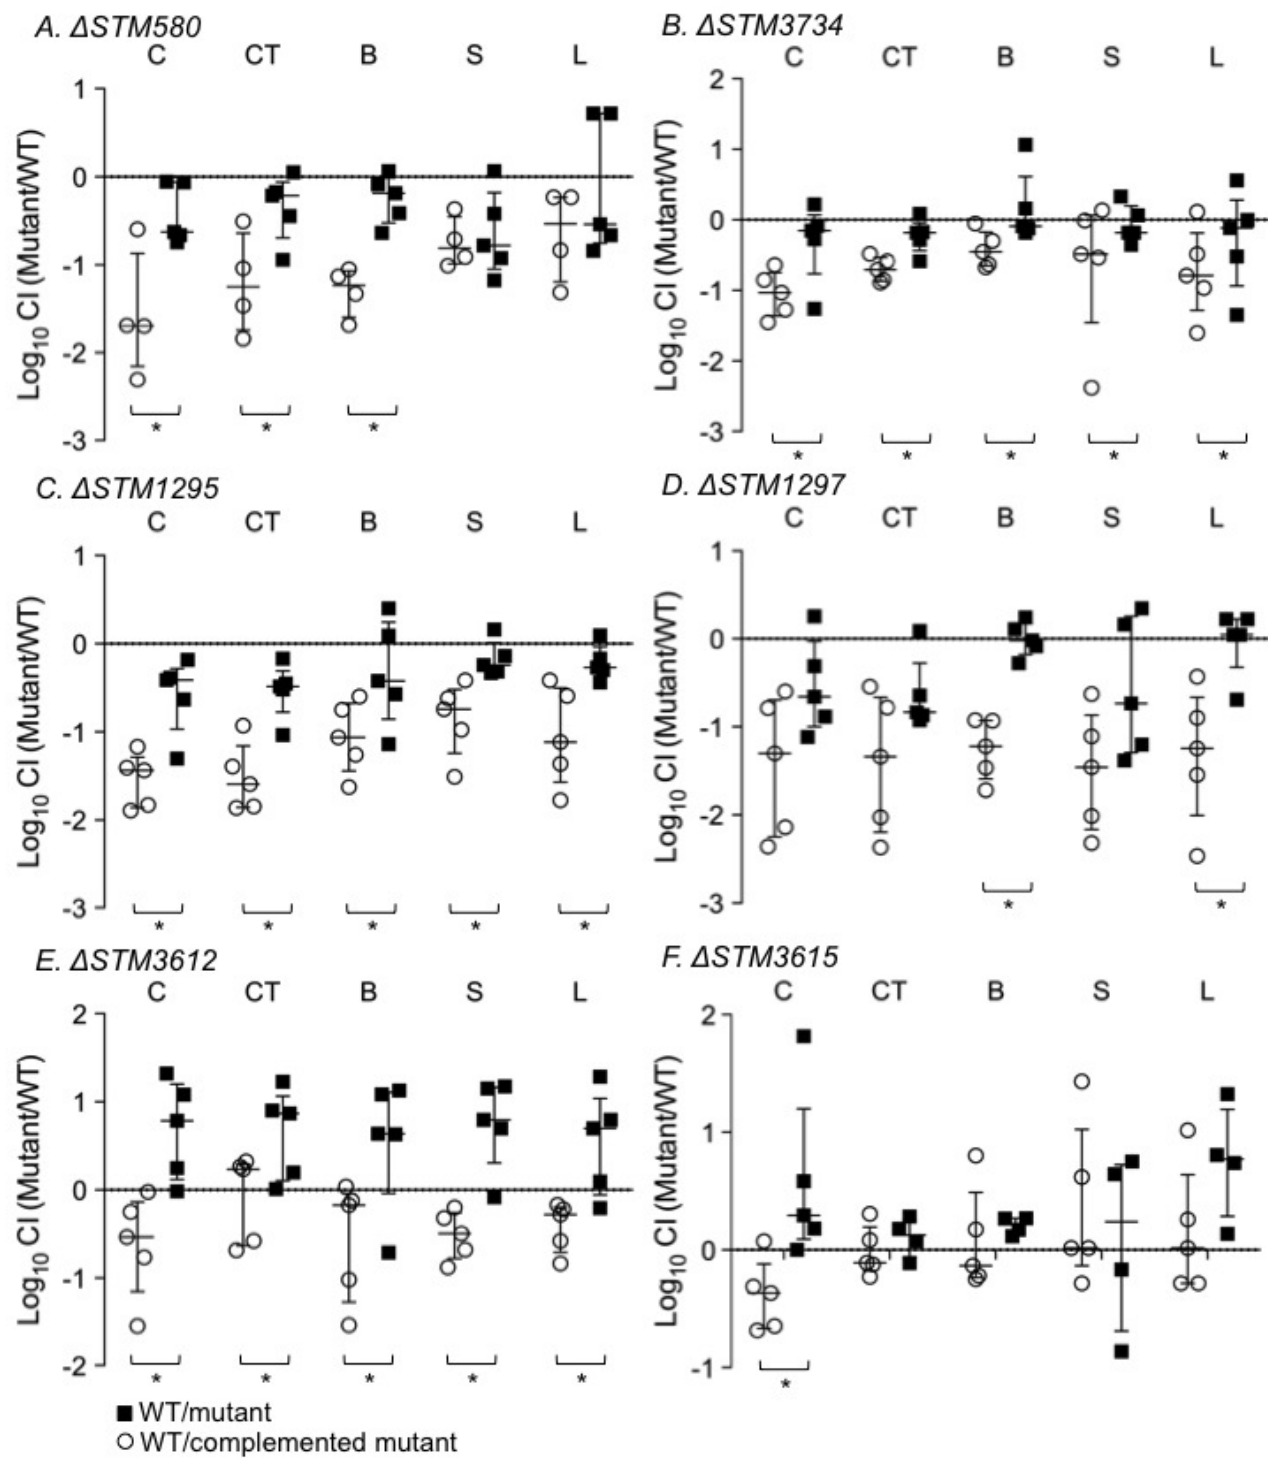 A. ΔSTM580
C CT B S L
1
0
-1
-2
-3
Log10 CI (Mutant/WT)
* * *
B. ΔSTM3734
C CT B S L
2
1
0
-1
-2
-3
Log10 CI (Mutant/WT)
* * * * *
C. ΔSTM1295
C CT B S L
1
0
-1
-2
-3
Log10 CI (Mutant/WT)
* * * * *
D. ΔSTM1297
C CT B S L
1
0
-1
-2
-3
Log10 CI (Mutant/WT)
* *
E. ΔSTM3612
C CT B S L
2
1
0
-1
-2
Log10 CI (Mutant/WT)
* * * * *
F. ΔSTM3615
C CT B S L
2
1
0
-1
Log10 CI (Mutant/WT)
*
WT/mutant
WT/complemented mutant